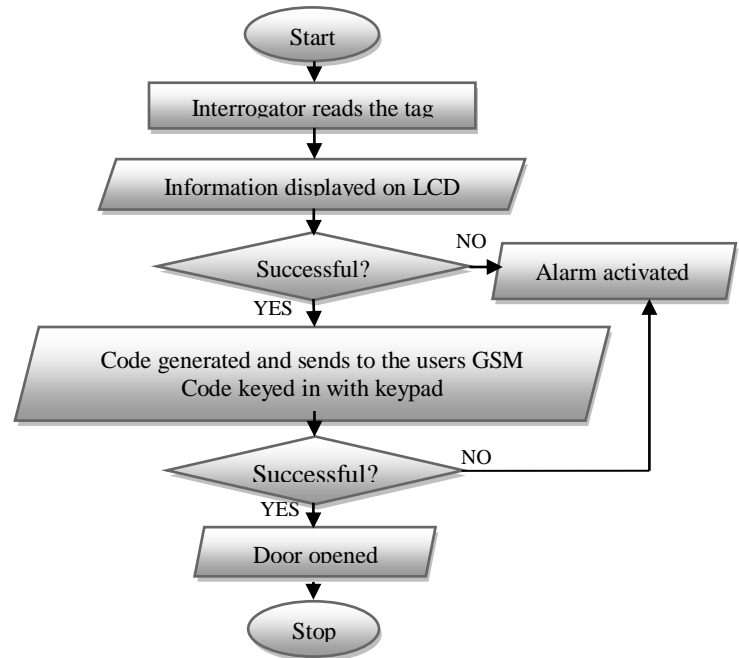 Start
Interrogator reads the tag
Information displayed on LCD
NO
Successful?
Alarm activated
YES
Code generated and sends to the users GSM
Code keyed in with keypad
Successful?
NO
YES
Door opened
Stop